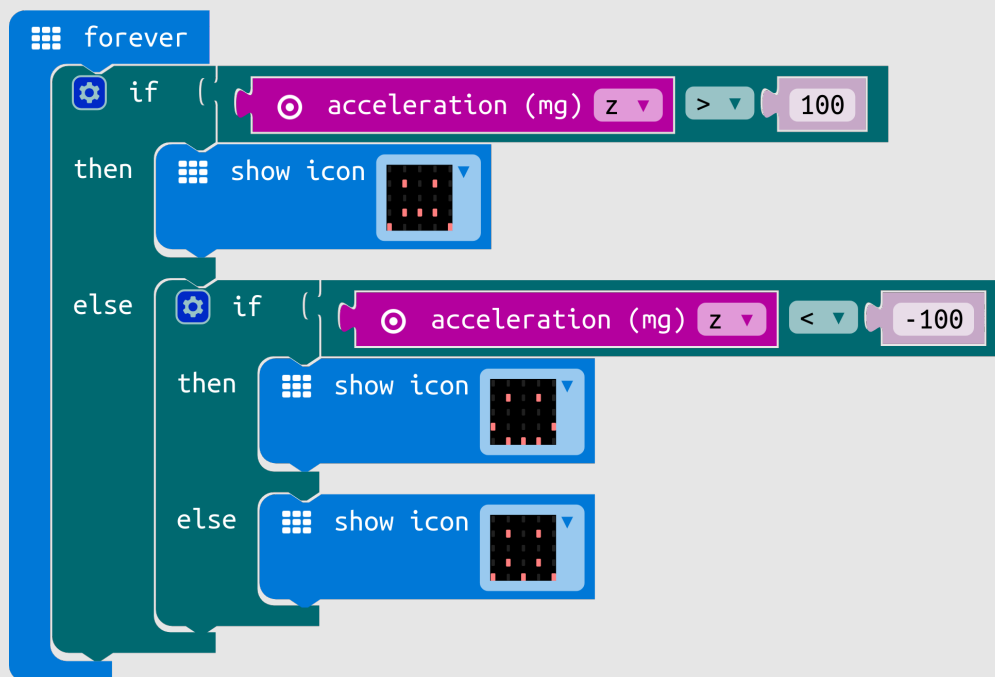 forever
if acceleration (mg) z > 100
then show icon
else if acceleration (mg) z < -100
then show icon
else show icon